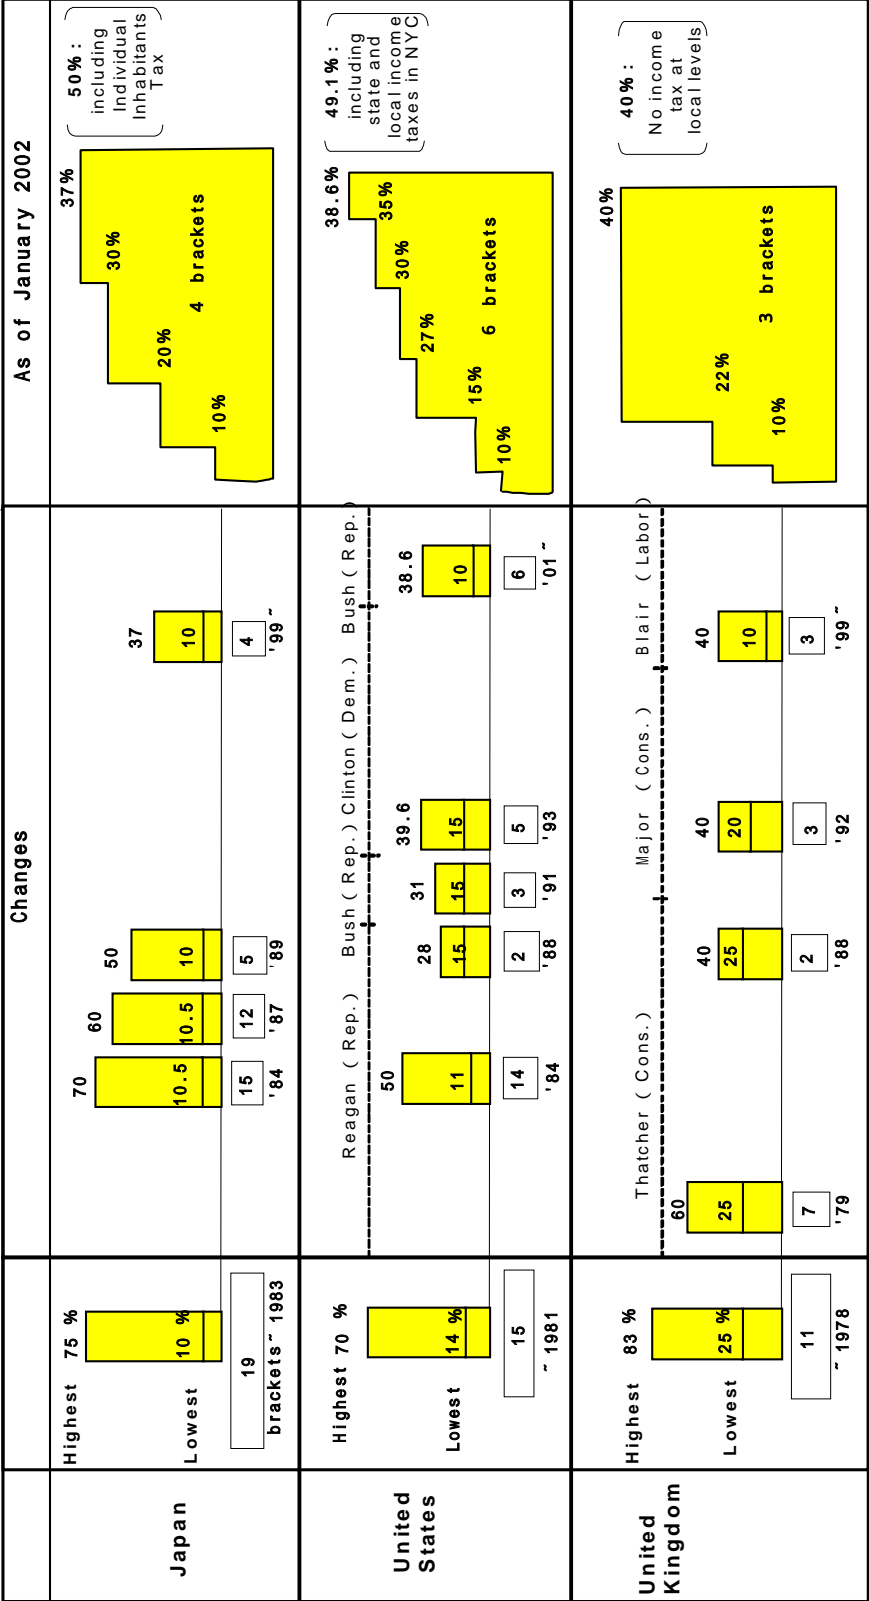 Changes
As of January 2002
Japan
Highest 75 %
Lowest 10 %
19
brackets~ 1983
70
10.5
15
'84
60
10.5
12
'87
50
10
5
'89
37
10
4
'99 ~
37%
30%
20%
10%
4 brackets
50% :
including
Individual
Inhabitants
Tax
United
States
Highest 70 %
Lowest 14 %
15
~ 1981
Reagan ( Rep.) Bush ( Rep.) Clinton ( Dem.) Bush ( Rep.)
50
11
14
'84
28
15
2
'88
31
15
3
'91
39.6
15
5
'93
38.6
10
6
'01 ~
38.6%
35%
30%
27%
15%
10%
6 brackets
49.1% :
including
state and
local income
taxes in NYC
United
Kingdom
Highest 83 %
Lowest 25 %
11
~ 1978
Thatcher ( Cons.) Major ( Cons.) Blair ( Labor)
60
25
7
'79
40
25
2
'88
40
20
3
'92
40
10
3
'99 ~
40%
22%
10%
3 brackets
40% :
No income
tax at
local levels